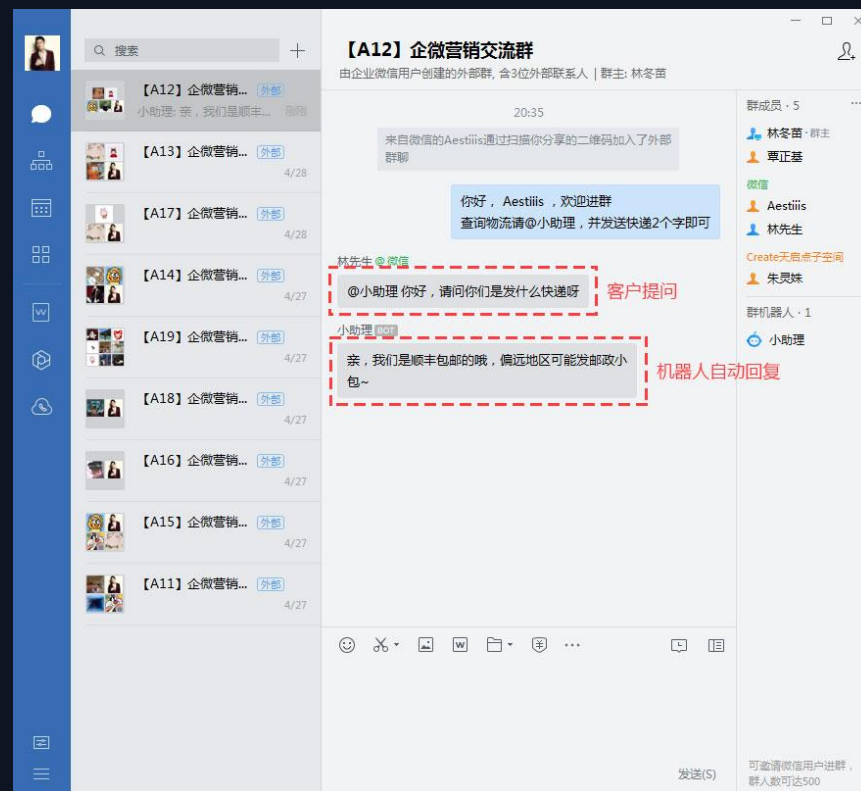 搜索
【A12】企微营销... 外部
小助理: 亲，我们是顺丰... 刚刚
【A13】企微营销... 外部
4/28
【A17】企微营销... 外部
4/28
【A14】企微营销... 外部
4/27
【A19】企微营销... 外部
4/27
【A18】企微营销... 外部
4/27
【A16】企微营销... 外部
4/27
【A15】企微营销... 外部
4/27
【A11】企微营销... 外部
4/27
【A12】企微营销交流群
由企业微信用户创建的外部群, 含3位外部联系人 | 群主: 林冬苗
20:35
来自微信的Aestiiis通过扫描你分享的二维码加入了外部
群聊
你好， Aestiiis ，欢迎进群
查询物流请@小助理，并发送快递2个字即可
林先生 @微信
@小助理 你好，请问你们是发什么快递呀
客户提问
小助理 BOT
亲，我们是顺丰包邮的哦，偏远地区可能发邮政小
包~
机器人自动回复
发送(S)
群成员 · 5
林冬苗 · 群主
覃正基
微信
Aestiiis
林先生
Create天启点子空间
朱灵妹
群机器人 · 1
小助理
可邀请微信用户进群，
群人数可达500